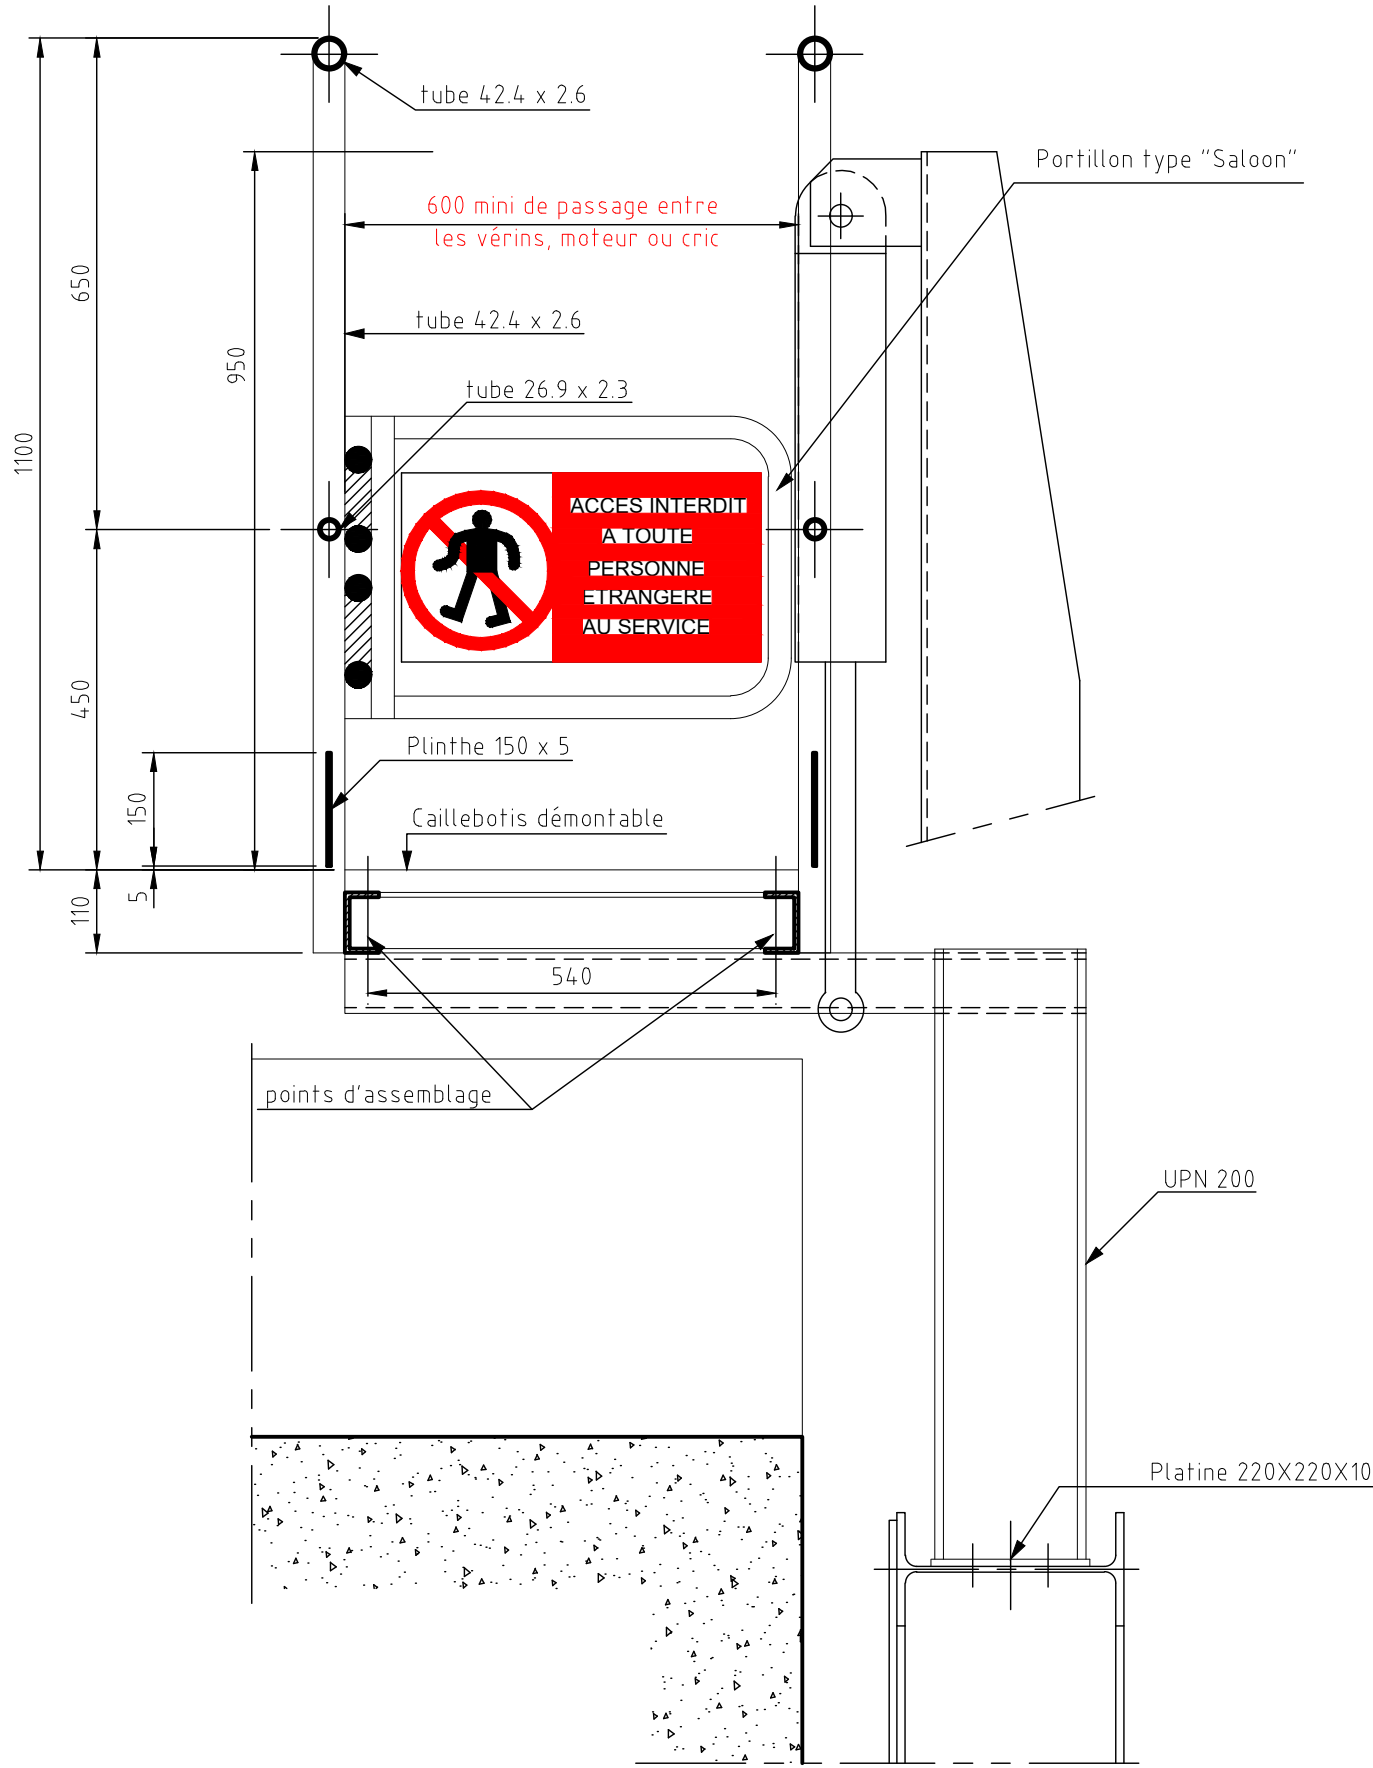 tube 42.4 x 2.6
Portillon type "Saloon"
600 mini de passage entre
les vérins, moteur ou cric
650
tube 42.4 x 2.6
950
tube 26.9 x 2.3
1100
ACCES INTERDIT
A TOUTE
PERSONNE
ETRANGERE
AU SERVICE
450
Plinthe 150 x 5
150
Caillebotis démontable
5
110
540
points d'assemblage
UPN 200
Platine 220X220X10